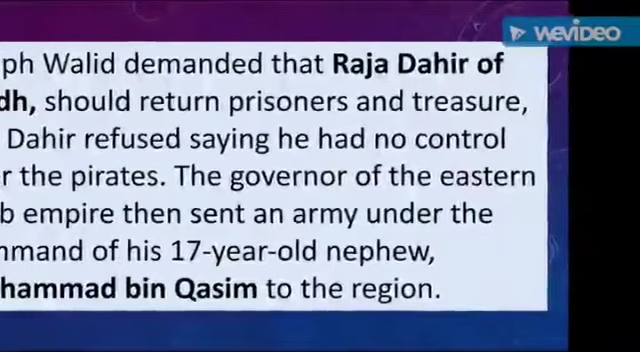 WEVIDEO
ph Walid demanded that Raja Dahir of
dh, should return prisoners and treasure,
Dahir refused saying he had no control
r the pirates. The governor of the eastern
b empire then sent an army under the
mmand of his 17-year-old nephew,
hammad bin Qasim to the region.